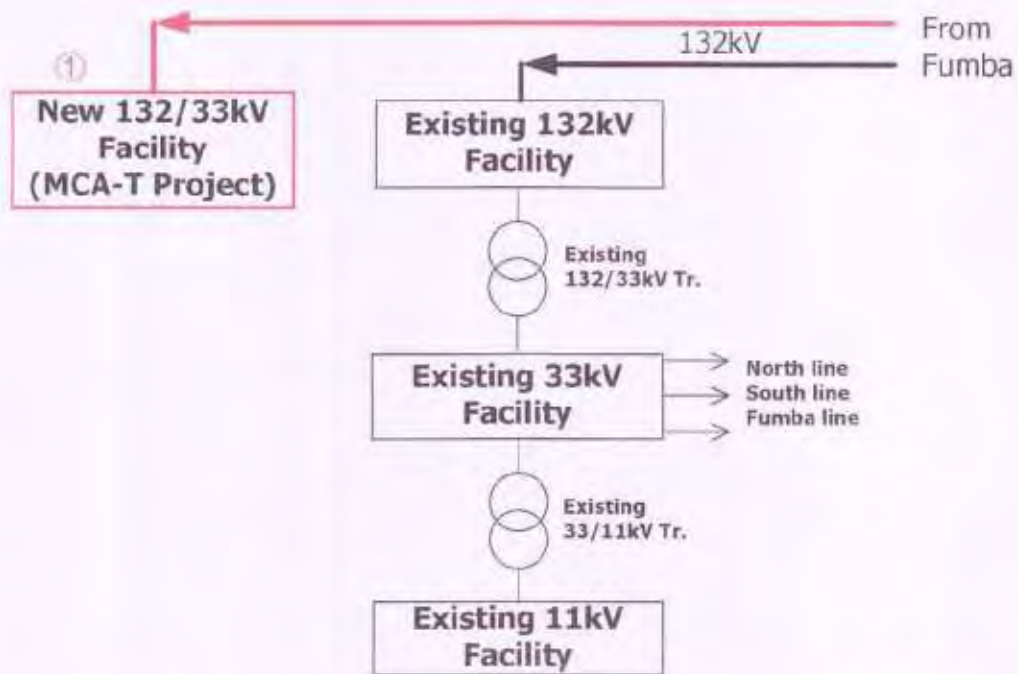 From
Fumba
132kV
①
New 132/33kV
Facility
(MCA-T Project)
Existing 132kV
Facility
Existing
132/33kV Tr.
Existing 33kV
Facility
North line
South line
Fumba line
Existing
33/11kV Tr.
Existing 11kV
Facility